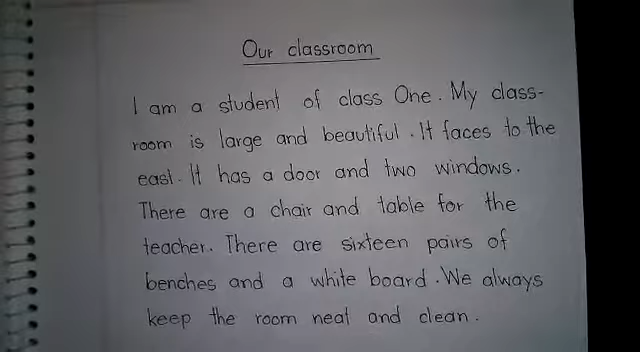 Our classroom
I am a student of class One. My class-
room is large and beautiful. It faces to the
east. It has a door and two windows.
There are a chair and table for the
teacher. There are sixteen pairs of
benches and a white board. We always
keep the room neat and clean.